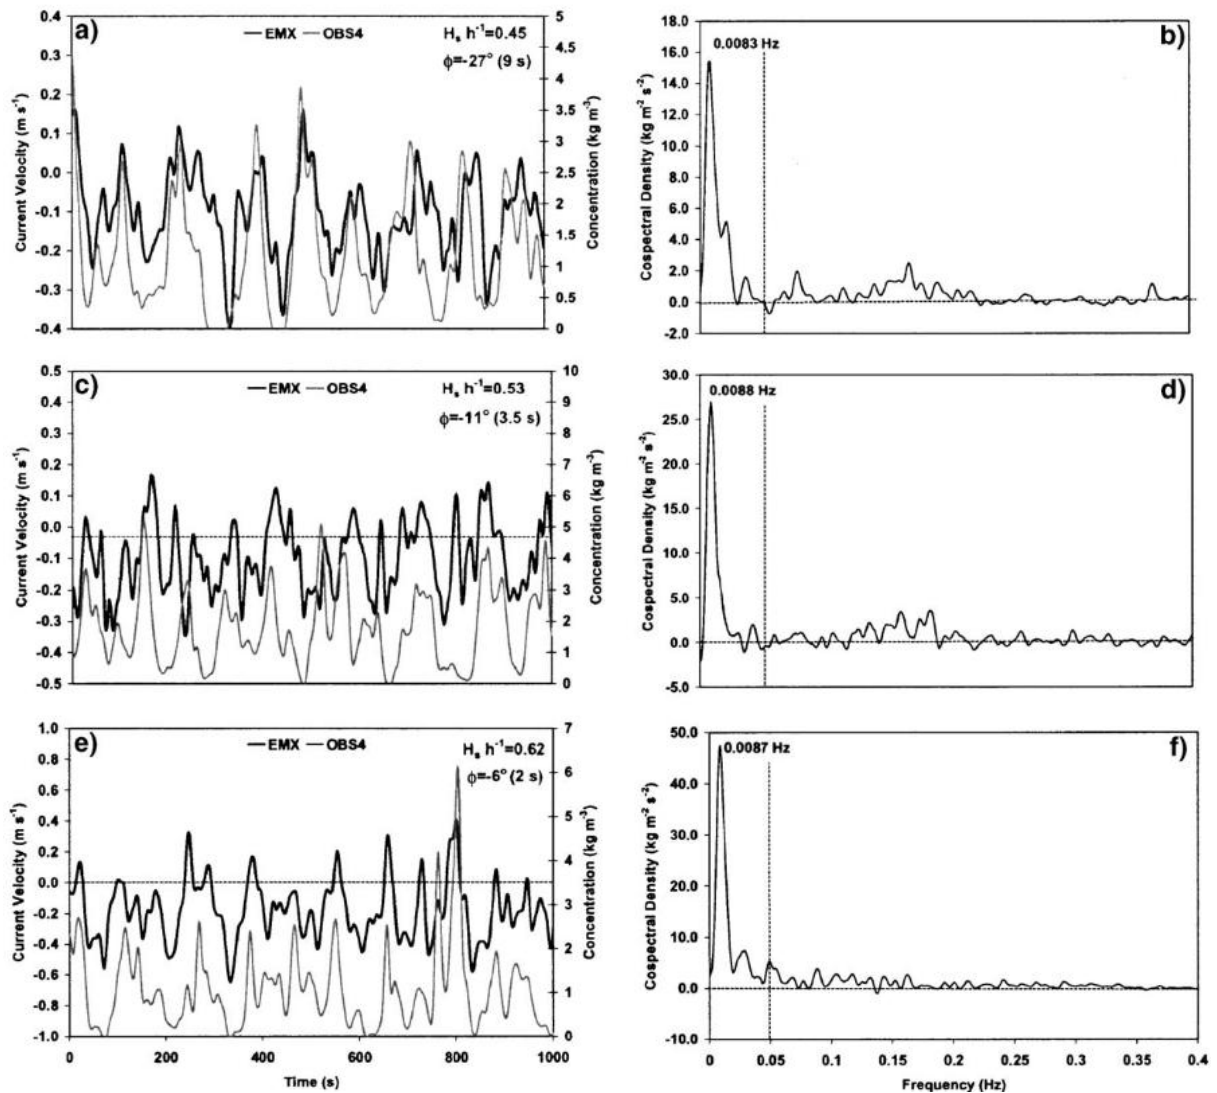 a)
EMX OBS4
Hₛ h⁻¹=0.45
ϕ=-27° (9 s)
Current Velocity (m s⁻¹)
0.4
0.3
0.2
0.1
0.0
-0.1
-0.2
-0.3
-0.4
5
4.5
4
3.5
3
2.5
2
1.5
1
0.5
0
Concentration (kg m⁻³)
b)
0.0083 Hz
Cospectral Density (kg m⁻² s⁻²)
18.0
16.0
14.0
12.0
10.0
8.0
6.0
4.0
2.0
0.0
-2.0
c)
EMX OBS4
Hₛ h⁻¹=0.53
ϕ=-11° (3.5 s)
Current Velocity (m s⁻¹)
0.5
0.4
0.3
0.2
0.1
0.0
-0.1
-0.2
-0.3
-0.4
-0.5
10
9
8
7
6
5
4
3
2
1
0
Concentration (kg m⁻³)
d)
0.0088 Hz
Cospectral Density (kg m⁻² s⁻²)
30.0
25.0
20.0
15.0
10.0
5.0
0.0
-5.0
e)
EMX OBS4
Hₛ h⁻¹=0.62
ϕ=-6° (2 s)
Current Velocity (m s⁻¹)
1.0
0.8
0.6
0.4
0.2
0.0
-0.2
-0.4
-0.6
-0.8
-1.0
7
6
5
4
3
2
1
0
Concentration (kg m⁻³)
0 200 400 600 800 1000
Time (s)
f)
0.0087 Hz
Cospectral Density (kg m⁻² s⁻²)
50.0
40.0
30.0
20.0
10.0
0.0
-10.0
0 0.05 0.1 0.15 0.2 0.25 0.3 0.35 0.4
Frequency (Hz)